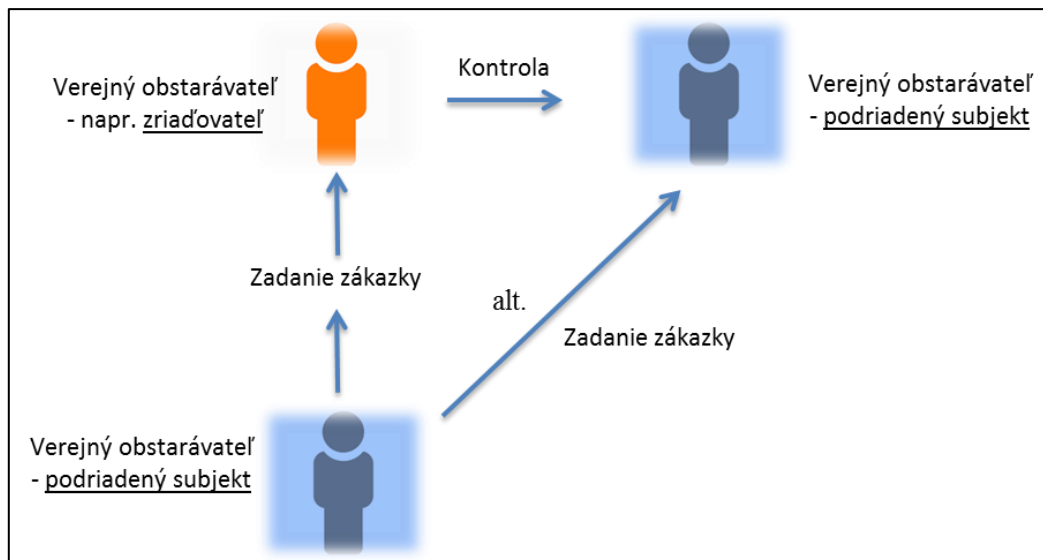 Verejný obstarávateľ
- napr. zriaďovateľ
Kontrola
Verejný obstarávateľ
- podriadený subjekt
Zadanie zákazky
alt.
Zadanie zákazky
Verejný obstarávateľ
- podriadený subjekt